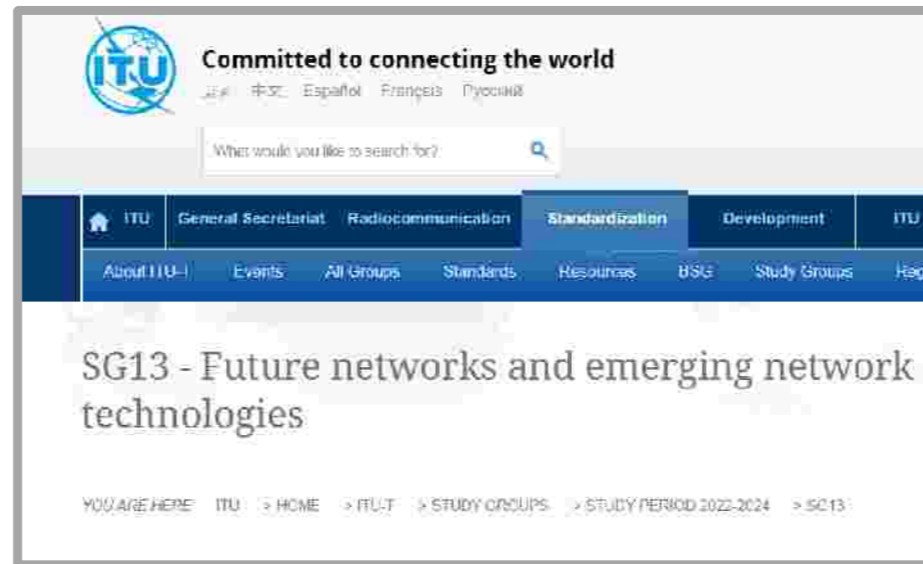 ITU
Committed to connecting the world
中文 Español Français Русский
What would you like to search for?
ITU General Secretariat Radiocommunication Standardization Development ITU
About ITU-T Events All Groups Standards Resources BSG Study Groups Reg
SG13 - Future networks and emerging network
technologies
YOU ARE HERE ITU > HOME > ITU-T > STUDY GROUPS > STUDY PERIOD 2022-2024 > SG13